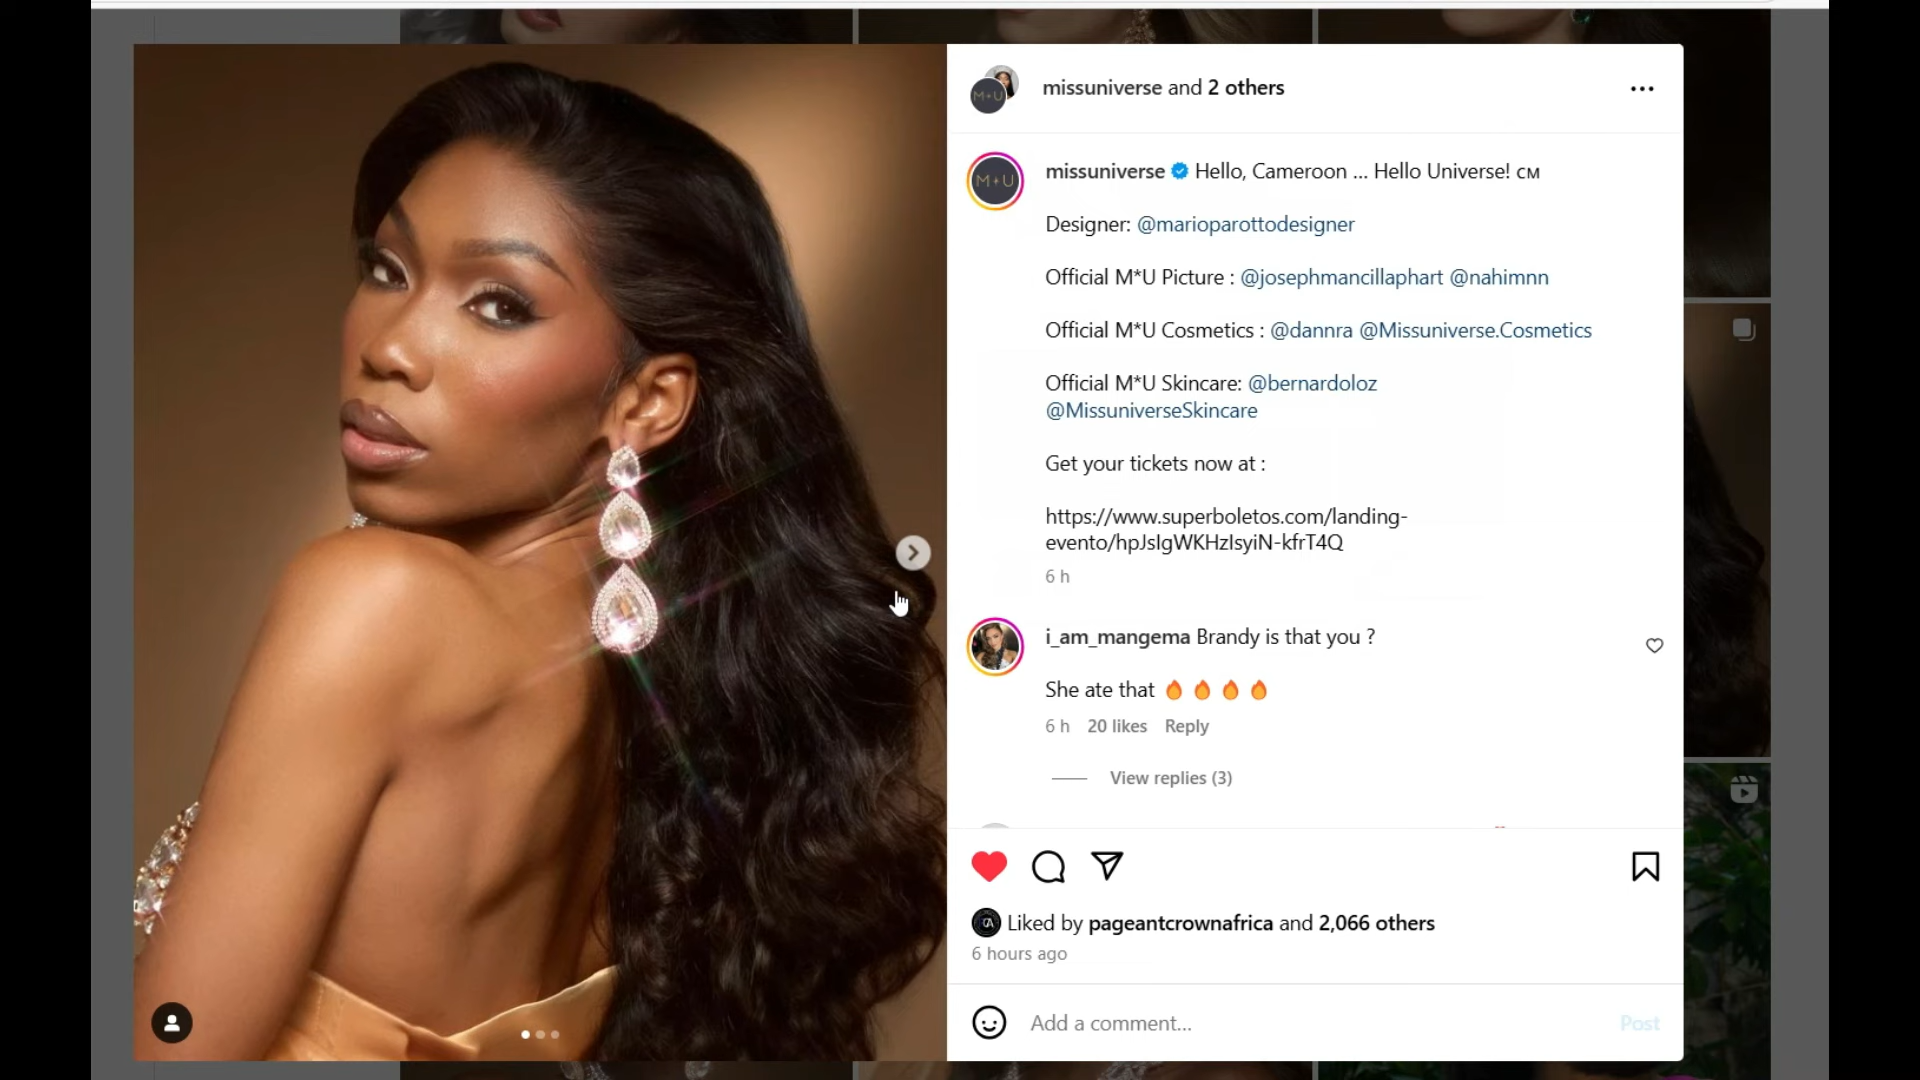 missuniverse and 2 others
M+U
missuniverse Hello, Cameroon ... Hello Universe! CM
M+U
Designer: @marioparottodesigner
Official M*U Picture : @josephmancillaphart @nahimnn
Official M*U Cosmetics : @dannra @Missuniverse.Cosmetics
Official M*U Skincare: @bernardoloz
@MissuniverseSkincare
Get your tickets now at :
https://www.superboletos.com/landing-
evento/hpJsIgWKHzIsyiN-kfrT4Q
6 h
i_am_mangema Brandy is that you ?
She ate that 🔥 🔥 🔥 🔥
6 h 20 likes Reply
View replies (3)
Liked by pageantcrownafrica and 2,066 others
6 hours ago
Add a comment... Post